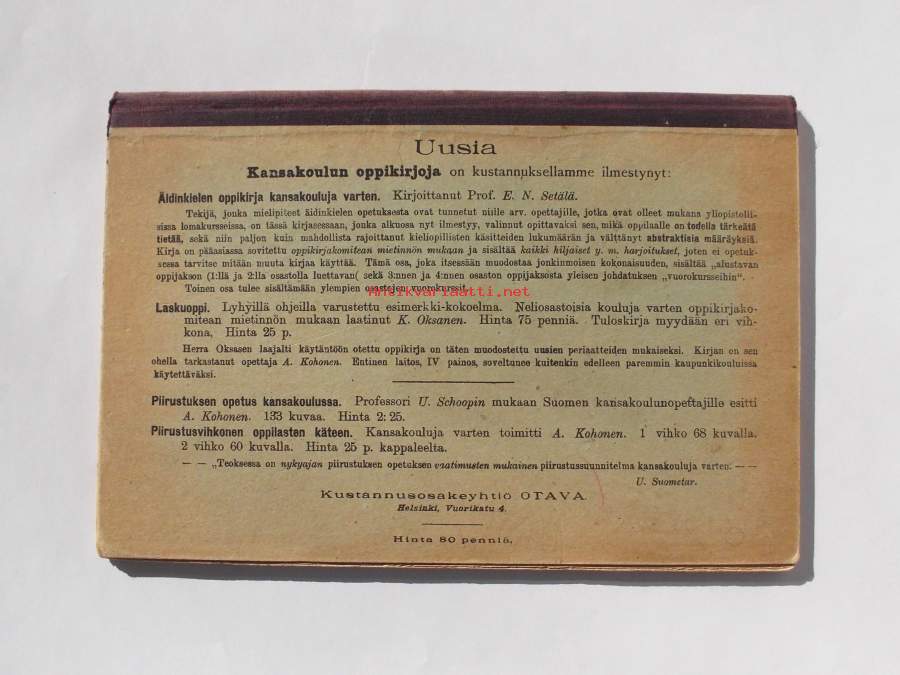 Uusia
Kansakoulun oppikirjoja on kustannuksellamme ilmestynyt:
Äidinkielen oppikirja kansakouluja varten. Kirjoittanut Prof. E. N. Setälä.
Tekijä, jonka mielipiteet äidinkielen opetuksesta ovat tunnetut niille arv. opettajille, jotka ovat olleet mukana yliopistolli-
sissa lomakursseissa, on tässä kirjasessaan, jonka alkuosa nyt ilmestyy, valinnut opittavaksi sen, mikä oppilaalle on todella tärkeätä
tietää, sekä niin paljon kuin mahdollista rajoittanut kieliopillisten käsitteiden lukumäärän ja välttänyt abstraktisia määräyksiä.
Kirja on pääasiassa sovitettu oppikirjakomitean mietinnön mukaan ja sisältää kaikki hiljaiset y. m. harjoitukset, joten ei opetuk-
sessa tarvitse mitään muuta kirjaa käyttää. Tämä osa, joka itsessään muodostaa jonkinmoisen kokonaisuuden, sisältää „alustavan
oppijakson (1:llä ja 2:lla osastolla luettavan( sekä 3:nnen ja 4:nnen osaston oppijaksosta yleisen johdatuksen „vuorokursseihin“.
Toinen osa tulee sisältämään ylempien osastojen vuorokurssit.
Antikvariaatti.net
Laskuoppi. Lyhyillä ohjeilla varustettu esimerkki-kokoelma. Neliosastoisia kouluja varten oppikirjako-
mitean mietinnön mukaan laatinut K. Oksanen. Hinta 75 penniä. Tuloskirja myydään eri vih-
kona, Hinta 25 p.
Herra Oksasen laajalti käytäntöön otettu oppikirja on täten muodostettu uusien periaatteiden mukaiseksi. Kirjan on sen
ohella tarkastanut opettaja A. Kohonen. Entinen laitos, IV painos, soveltunee kuitenkin edelleen paremmin kaupunkikouluissa
käytettäväksi.
Piirustuksen opetus kansakoulussa. Professori U. Schoopin mukaan Suomen kansakoulunopettajille esitti
A. Kohonen. 133 kuvaa. Hinta 2: 25.
Piirustusvihkonen oppilasten käteen. Kansakouluja varten toimitti A. Kohonen. 1 vihko 68 kuvalla.
2 vihko 60 kuvalla. Hinta 25 p. kappaleelta.
— — „Teoksessa on nykyajan piirustuksen opetuksen vaatimusten mukainen piirustussuunnitelma kansakouluja varten. — —
U. Suometar.
Kustannusosakeyhtiö OTAVA.
Helsinki, Vuorikatu 4.
Hinta 80 penniä.